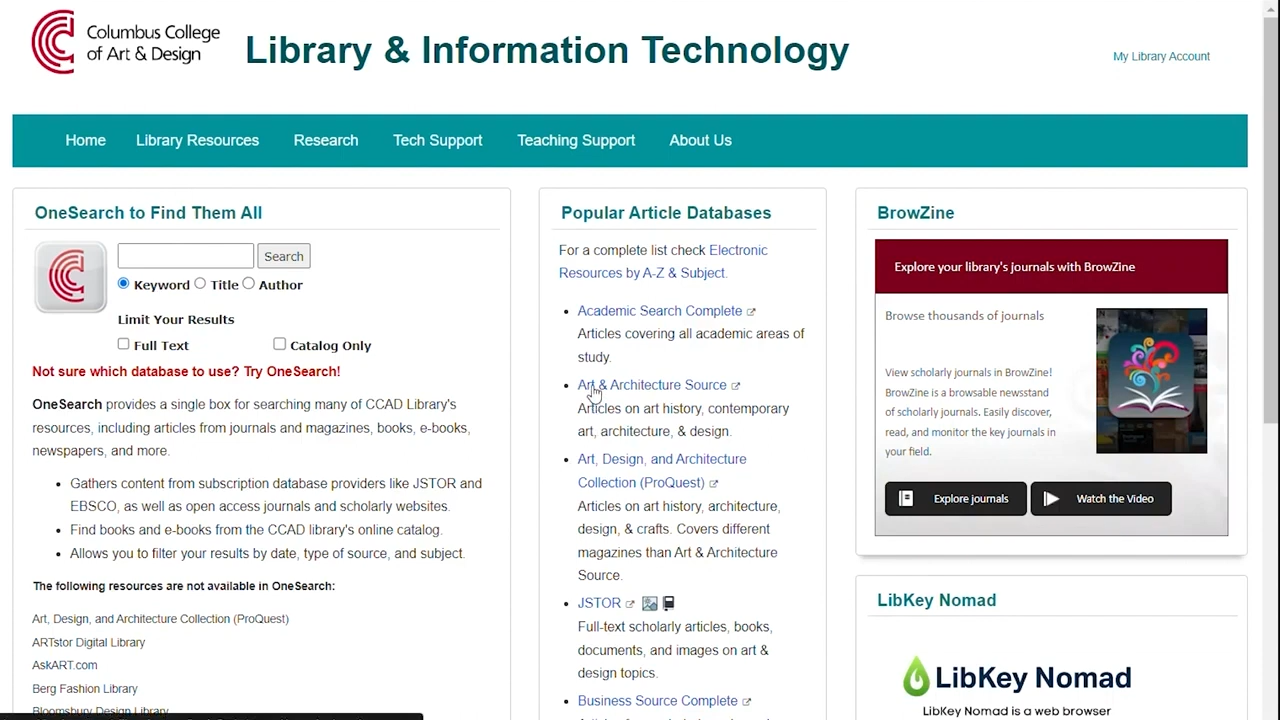 Columbus College
of Art & Design
Library & Information Technology
My Library Account
Home
Library Resources
Research
Tech Support
Teaching Support
About Us
OneSearch to Find Them All
Search
Keyword
Title
Author
Limit Your Results
Full Text
Catalog Only
Not sure which database to use? Try OneSearch!
OneSearch provides a single box for searching many of CCAD Library's
resources, including articles from journals and magazines, books, e-books,
newspapers, and more.
Gathers content from subscription database providers like JSTOR and
EBSCO, as well as open access journals and scholarly websites.
Find books and e-books from the CCAD library's online catalog.
Allows you to filter your results by date, type of source, and subject.
The following resources are not available in OneSearch:
Art, Design, and Architecture Collection (ProQuest)
ARTstor Digital Library
AskART.com
Berg Fashion Library
Bloomsbury Design Library
Popular Article Databases
For a complete list check Electronic
Resources by A-Z & Subject.
Academic Search Complete
Articles covering all academic areas of
study.
Art & Architecture Source
Articles on art history, contemporary
art, architecture, & design.
Art, Design, and Architecture
Collection (ProQuest)
Articles on art history, architecture,
design, & crafts. Covers different
magazines than Art & Architecture
Source.
JSTOR
Full-text scholarly articles, books,
documents, and images on art &
design topics.
Business Source Complete
BrowZine
Explore your library's journals with BrowZine
Browse thousands of journals
View scholarly journals in BrowZine!
BrowZine is a browsable newsstand
of scholarly journals. Easily discover,
read, and monitor the key journals in
your field.
Explore journals
Watch the Video
LibKey Nomad
LibKey Nomad
LibKey Nomad is a web browser